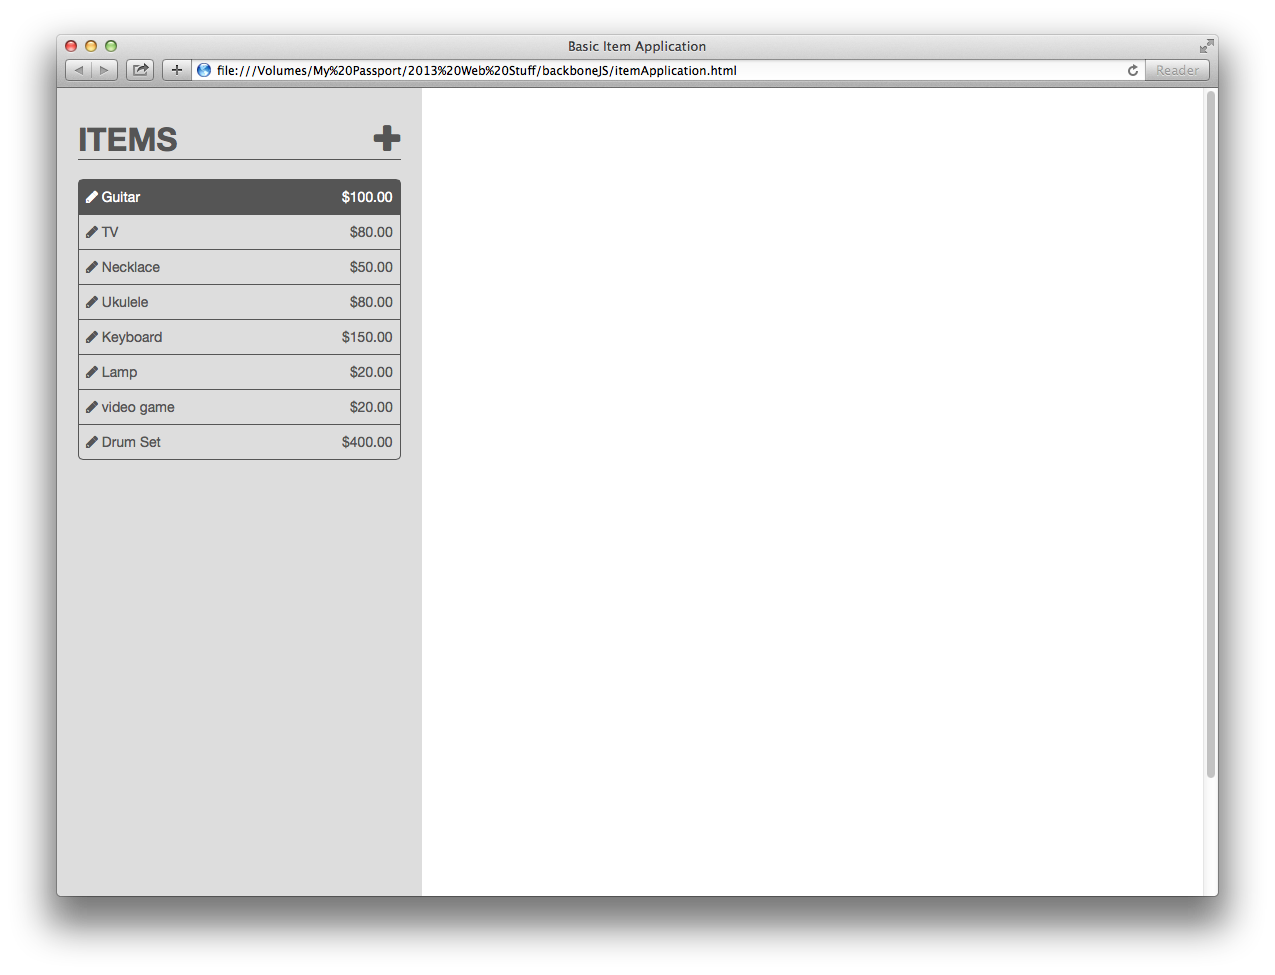 Basic Item Application
file:///Volumes/My%20Passport/2013%20Web%20Stuff/backboneJS/itemApplication.html
Reader
ITEMS
Guitar $100.00
TV $80.00
Necklace $50.00
Ukulele $80.00
Keyboard $150.00
Lamp $20.00
video game $20.00
Drum Set $400.00